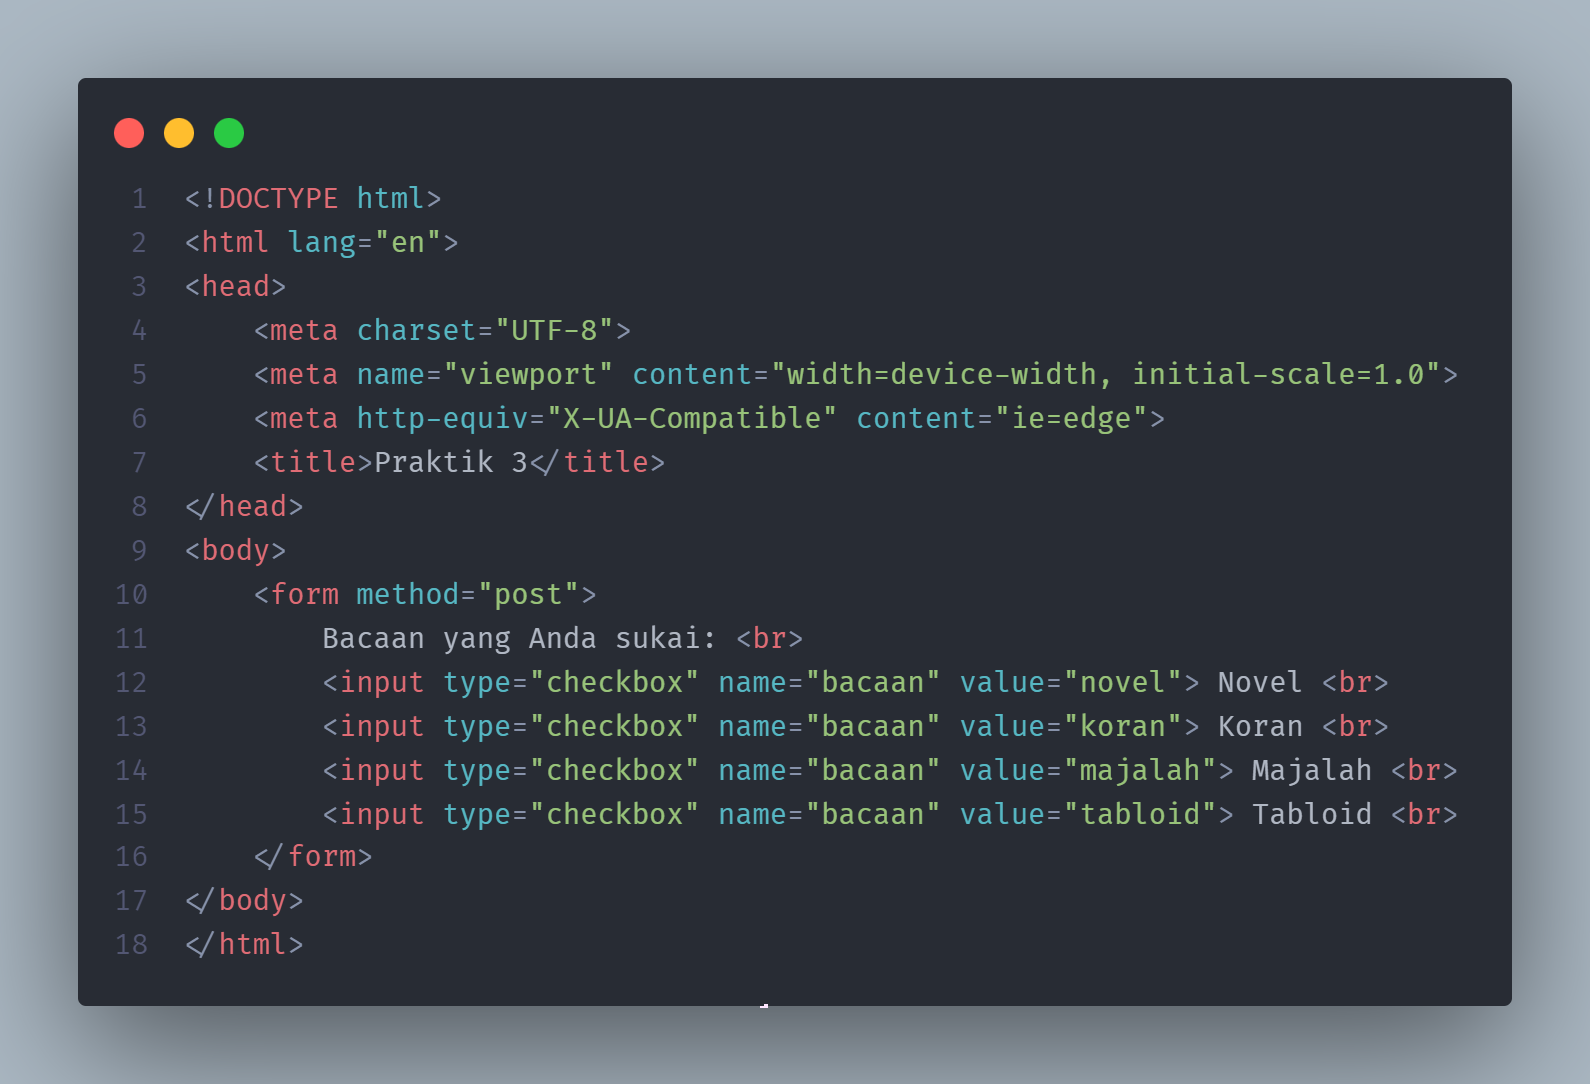 1 <!DOCTYPE html>
2 <html lang="en">
3 <head>
4     <meta charset="UTF-8">
5     <meta name="viewport" content="width=device-width, initial-scale=1.0">
6     <meta http-equiv="X-UA-Compatible" content="ie=edge">
7     <title>Praktik 3</title>
8 </head>
9 <body>
10     <form method="post">
11         Bacaan yang Anda sukai: <br>
12         <input type="checkbox" name="bacaan" value="novel"> Novel <br>
13         <input type="checkbox" name="bacaan" value="koran"> Koran <br>
14         <input type="checkbox" name="bacaan" value="majalah"> Majalah <br>
15         <input type="checkbox" name="bacaan" value="tabloid"> Tabloid <br>
16     </form>
17 </body>
18 </html>